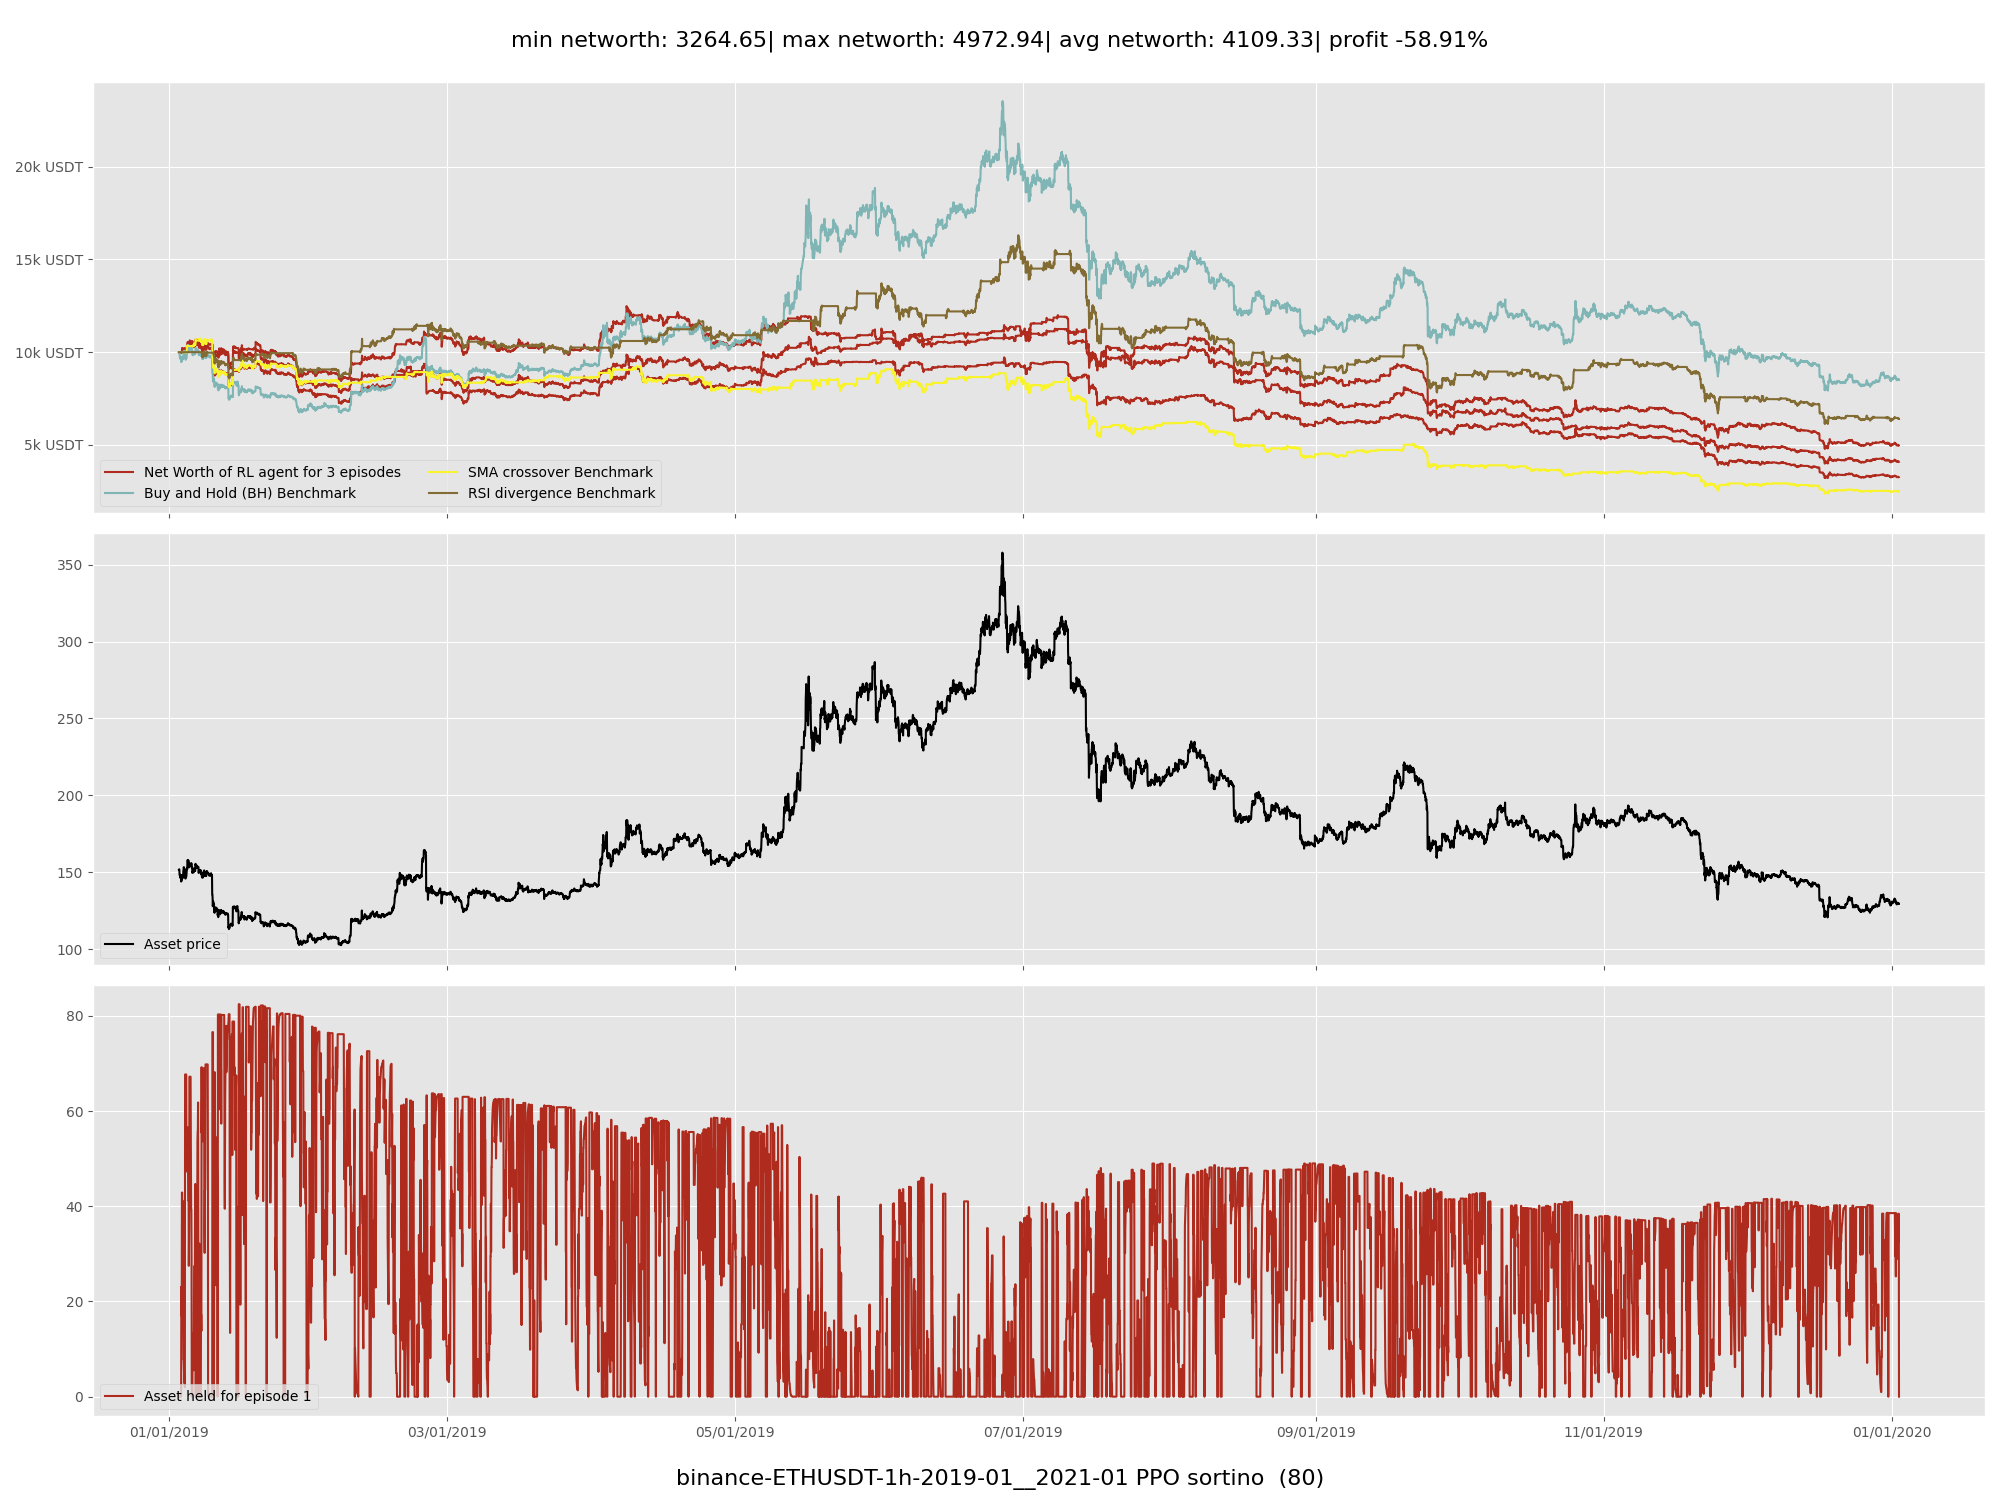 min networth: 3264.65| max networth: 4972.94| avg networth: 4109.33| profit -58.91%
20k USDT
15k USDT
10k USDT
5k USDT
Net Worth of RL agent for 3 episodes
Buy and Hold (BH) Benchmark
SMA crossover Benchmark
RSI divergence Benchmark
350
300
250
200
150
100
Asset price
80
60
40
20
0
Asset held for episode 1
01/01/2019 03/01/2019 05/01/2019 07/01/2019 09/01/2019 11/01/2019 01/01/2020
binance-ETHUSDT-1h-2019-01__2021-01 PPO sortino  (80)